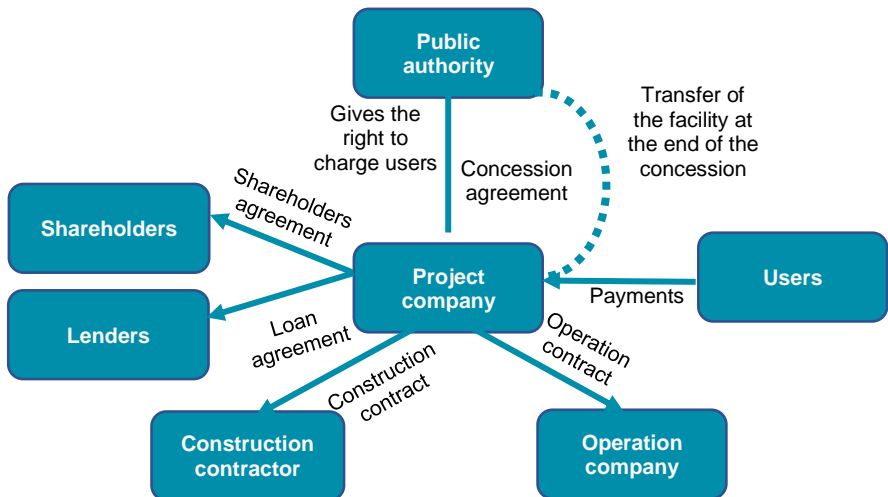 Public
authority
Gives the
right to
charge users
Transfer of
the facility at
the end of the
concession
Concession
agreement
Shareholders
agreement
Shareholders
Project
company
Users
Payments
Lenders
Loan
agreement
Construction
contract
Operation
contract
Construction
contractor
Operation
company